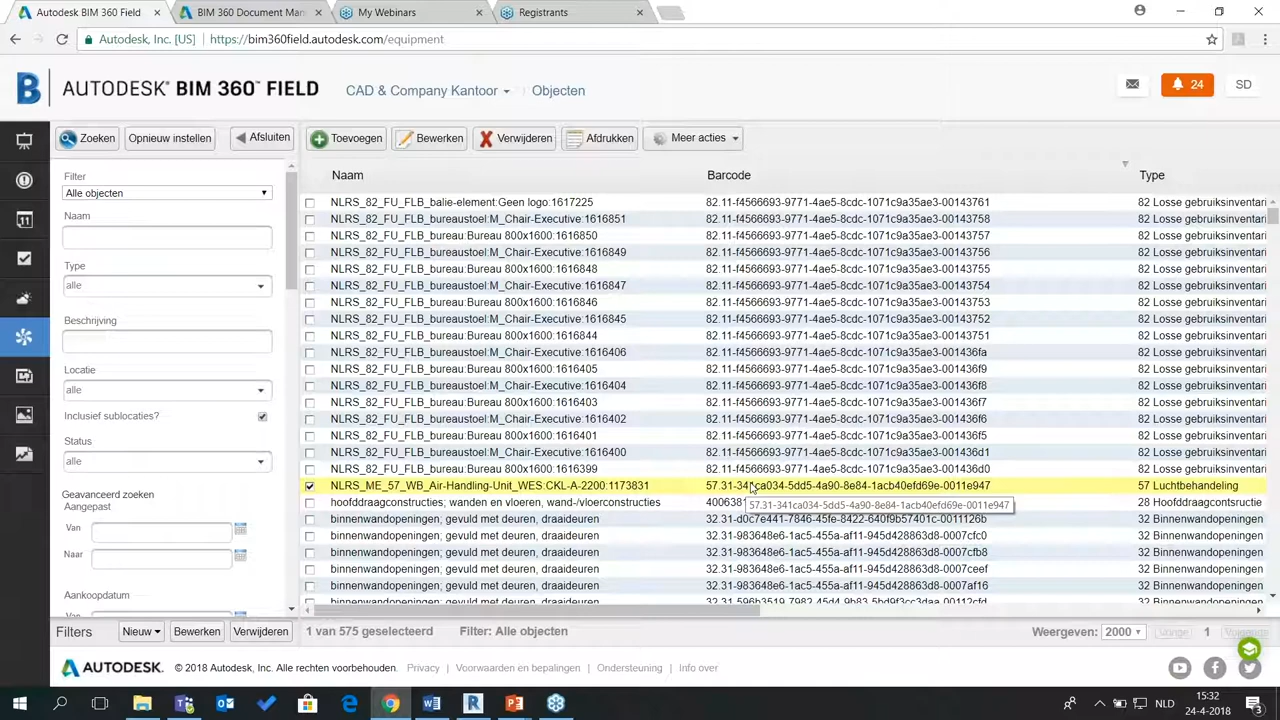 Autodesk BIM 360 Field
BIM 360 Document Man
My Webinars
Registrants
Autodesk, Inc. [US]
https://bim360field.autodesk.com/equipment
B AUTODESK® BIM 360™ FIELD
CAD & Company Kantoor
Objecten
24
SD
Zoeken
Opnieuw instellen
Afsluiten
Toevoegen
Bewerken
Verwijderen
Afdrukken
Meer acties
Filter
Alle objecten
Naam
Type
alle
Beschrijving
Locatie
alle
Inclusief sublocaties?
Status
alle
Geavanceerd zoeken
Aangepast
Van
Naar
Aankoopdatum
Van
Naam Barcode Type
NLRS_82_FU_FLB_balie-element:Geen logo:1617225 82.11-f4566693-9771-4ae5-8cdc-1071c9a35ae3-00143761 82 Losse gebruiksinventari
NLRS_82_FU_FLB_bureaustoel:M_Chair-Executive:1616851 82.11-f4566693-9771-4ae5-8cdc-1071c9a35ae3-00143758 82 Losse gebruiksinventari
NLRS_82_FU_FLB_bureau:Bureau 800x1600:1616850 82.11-f4566693-9771-4ae5-8cdc-1071c9a35ae3-00143757 82 Losse gebruiksinventari
NLRS_82_FU_FLB_bureaustoel:M_Chair-Executive:1616849 82.11-f4566693-9771-4ae5-8cdc-1071c9a35ae3-00143756 82 Losse gebruiksinventari
NLRS_82_FU_FLB_bureau:Bureau 800x1600:1616848 82.11-f4566693-9771-4ae5-8cdc-1071c9a35ae3-00143755 82 Losse gebruiksinventari
NLRS_82_FU_FLB_bureaustoel:M_Chair-Executive:1616847 82.11-f4566693-9771-4ae5-8cdc-1071c9a35ae3-00143754 82 Losse gebruiksinventari
NLRS_82_FU_FLB_bureau:Bureau 800x1600:1616846 82.11-f4566693-9771-4ae5-8cdc-1071c9a35ae3-00143753 82 Losse gebruiksinventari
NLRS_82_FU_FLB_bureaustoel:M_Chair-Executive:1616845 82.11-f4566693-9771-4ae5-8cdc-1071c9a35ae3-00143752 82 Losse gebruiksinventari
NLRS_82_FU_FLB_bureau:Bureau 800x1600:1616844 82.11-f4566693-9771-4ae5-8cdc-1071c9a35ae3-00143751 82 Losse gebruiksinventari
NLRS_82_FU_FLB_bureaustoel:M_Chair-Executive:1616406 82.11-f4566693-9771-4ae5-8cdc-1071c9a35ae3-001436fa 82 Losse gebruiksinventari
NLRS_82_FU_FLB_bureau:Bureau 800x1600:1616405 82.11-f4566693-9771-4ae5-8cdc-1071c9a35ae3-001436f9 82 Losse gebruiksinventari
NLRS_82_FU_FLB_bureaustoel:M_Chair-Executive:1616404 82.11-f4566693-9771-4ae5-8cdc-1071c9a35ae3-001436f8 82 Losse gebruiksinventari
NLRS_82_FU_FLB_bureau:Bureau 800x1600:1616403 82.11-f4566693-9771-4ae5-8cdc-1071c9a35ae3-001436f7 82 Losse gebruiksinventari
NLRS_82_FU_FLB_bureaustoel:M_Chair-Executive:1616402 82.11-f4566693-9771-4ae5-8cdc-1071c9a35ae3-001436f6 82 Losse gebruiksinventari
NLRS_82_FU_FLB_bureau:Bureau 800x1600:1616401 82.11-f4566693-9771-4ae5-8cdc-1071c9a35ae3-001436f5 82 Losse gebruiksinventari
NLRS_82_FU_FLB_bureaustoel:M_Chair-Executive:1616400 82.11-f4566693-9771-4ae5-8cdc-1071c9a35ae3-001436d1 82 Losse gebruiksinventari
NLRS_82_FU_FLB_bureau:Bureau 800x1600:1616399 82.11-f4566693-9771-4ae5-8cdc-1071c9a35ae3-001436d0 82 Losse gebruiksinventari
NLRS_ME_57_WB_Air-Handling-Unit_WES:CKL-A-2200:1173831 57.31-341ca034-5dd5-4a90-8e84-1acb40efd69e-0011e947 57 Luchtbehandeling
hoofddraagconstructies; wanden en vloeren, wand-/vloerconstructies 400638 57.31-341ca034-5dd5-4a90-8e84-1acb40efd69e-0011e947 28 Hoofddraagcontsructie
binnenwandopeningen; gevuld met deuren, draaideuren 32.31-d0c7e441-7846-45fe-8422-640f9b57401c-0011126b 32 Binnenwandopeningen
binnenwandopeningen; gevuld met deuren, draaideuren 32.31-983648e6-1ac5-455a-af11-945d428863d8-0007cfc0 32 Binnenwandopeningen
binnenwandopeningen; gevuld met deuren, draaideuren 32.31-983648e6-1ac5-455a-af11-945d428863d8-0007cfb8 32 Binnenwandopeningen
binnenwandopeningen; gevuld met deuren, draaideuren 32.31-983648e6-1ac5-455a-af11-945d428863d8-0007ceef 32 Binnenwandopeningen
binnenwandopeningen; gevuld met deuren, draaideuren 32.31-983648e6-1ac5-455a-af11-945d428863d8-0007af16 32 Binnenwandopeningen
binnenwandopeningen; gevuld met deuren, draaideuren 32.31-596b3519-7982-45d4-9b83-5bd9f3cc3dae-00112cfd 32 Binnenwandopeningen
Filters
Nieuw
Bewerken
Verwijderen
1 van 575 geselecteerd
Filter: Alle objecten
Weergeven: 2000
Vorige 1 Volgende
AUTODESK. © 2018 Autodesk, Inc. Alle rechten voorbehouden. Privacy | Voorwaarden en bepalingen | Ondersteuning | Info over
NLD
15:32
24-4-2018
3